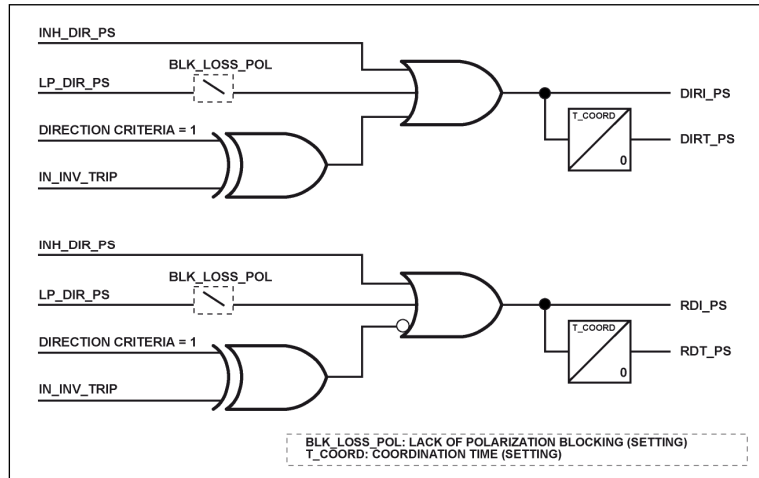 INH_DIR_PS
BLK_LOSS_POL
LP_DIR_PS
DIRI_PS
T_COORD
DIRECTION CRITERIA = 1
DIRT_PS
0
IN_INV_TRIP
INH_DIR_PS
BLK_LOSS_POL
LP_DIR_PS
RDI_PS
T_COORD
DIRECTION CRITERIA = 1
RDT_PS
0
IN_INV_TRIP
BLK_LOSS_POL: LACK OF POLARIZATION BLOCKING (SETTING)
T_COORD: COORDINATION TIME (SETTING)